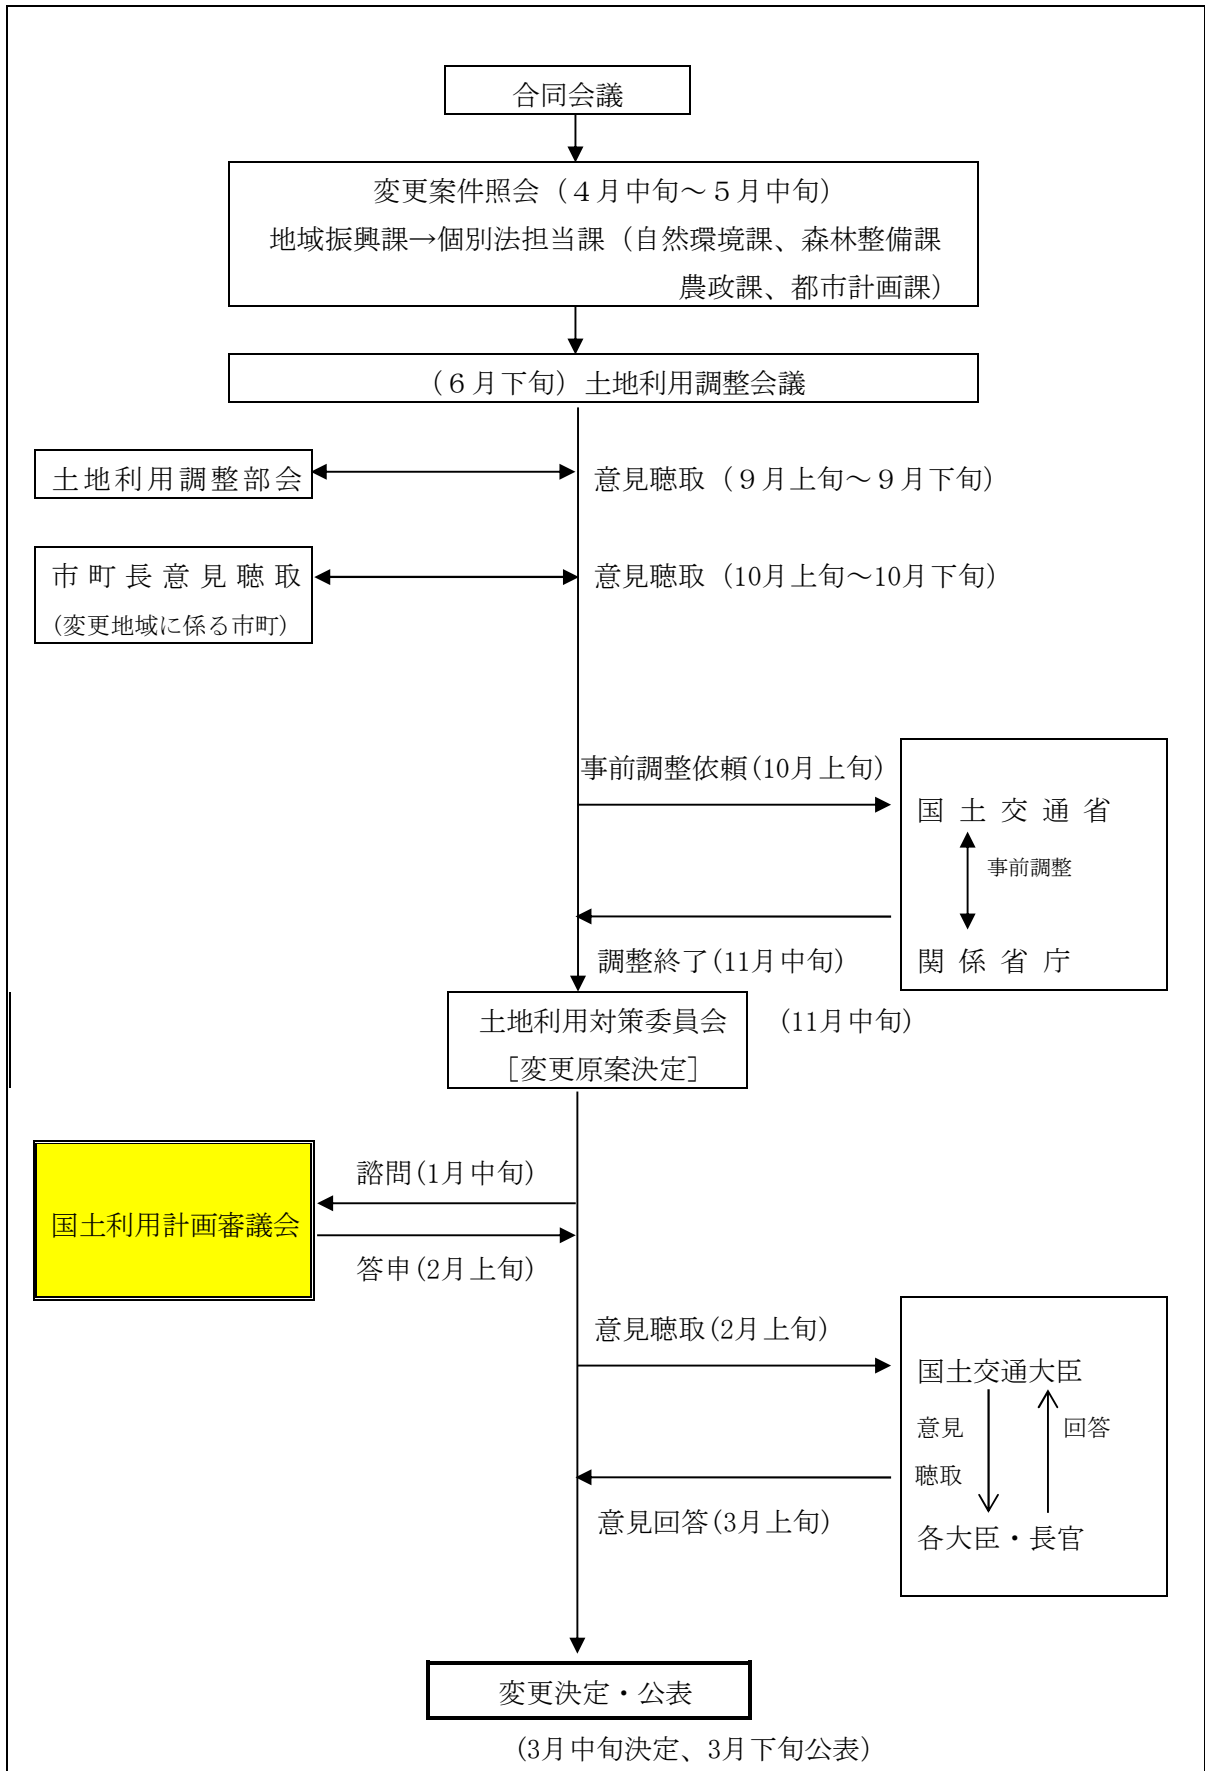 合同会議
変更案件照会（４月中旬～５月中旬）
地域振興課→個別法担当課（自然環境課、森林整備課
農政課、都市計画課）
（６月下旬）土地利用調整会議
土地利用調整部会
意見聴取（９月上旬～９月下旬）
市町長意見聴取
(変更地域に係る市町)
意見聴取（10月上旬～10月下旬）
事前調整依頼(10月上旬)
国土交通省
事前調整
関係省庁
調整終了(11月中旬)
土地利用対策委員会
(11月中旬)
［変更原案決定］
諮問(1月中旬)
国土利用計画審議会
答申(2月上旬)
意見聴取(2月上旬)
国土交通大臣
意見
聴取
回答
意見回答(3月上旬)
各大臣・長官
変更決定・公表
(3月中旬決定、3月下旬公表)